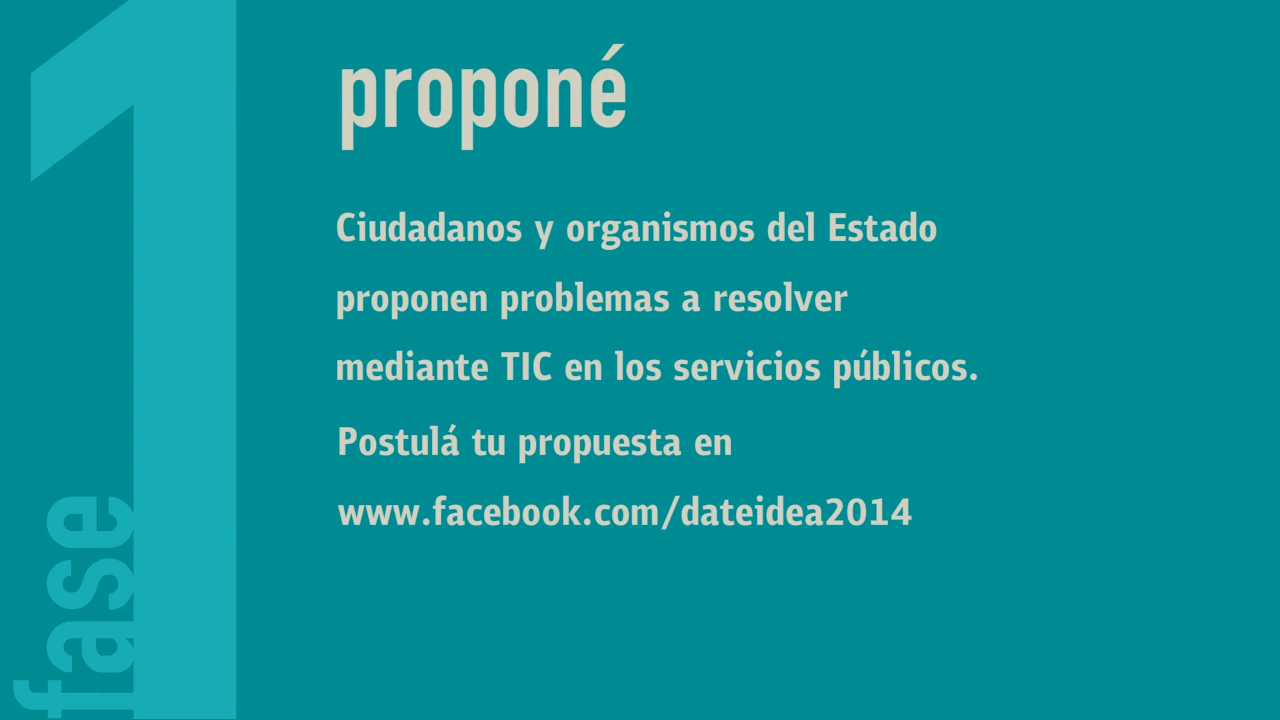 fase
1
proponé
Ciudadanos y organismos del Estado
proponen problemas a resolver
mediante TIC en los servicios públicos.
Postulá tu propuesta en
www.facebook.com/dateidea2014